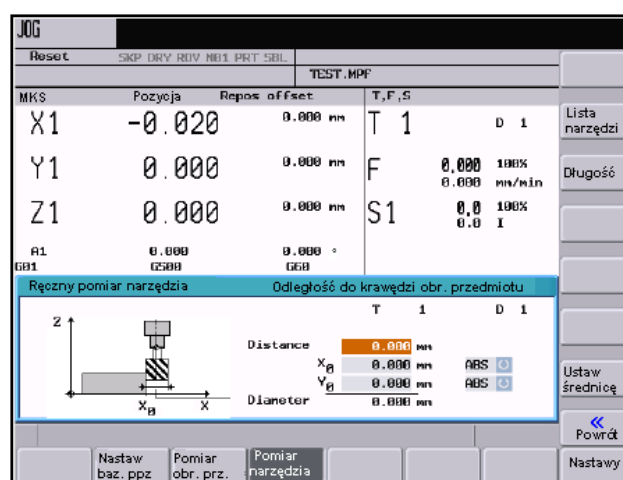 JOG
Reset SKP DRY ROV M01 PRT SBL
TEST.MPF
MKS Pozycja Repos offset T,F,S
X1 -0.020 0.000 mm T 1 D 1
Y1 0.000 0.000 mm F 0.000 100%
0.000 mm/min
Z1 0.000 0.000 mm S1 0.0 100%
0.0 I
A1 0.000 0.000 °
G01 G500 G60
Ręczny pomiar narzędzia Odległość do krawędzi obr. przedmiotu
T 1 D 1
Z
Distance 0.000 mm
X0 0.000 mm ABS
Y0 0.000 mm ABS
Diameter 0.000 mm
X0 X
Lista
narzędzi
Długość
Ustaw
średnicę
«
Powrót
Nastaw
baz. ppz
Pomiar
obr. prz.
Pomiar
narzędzia
Nastawy